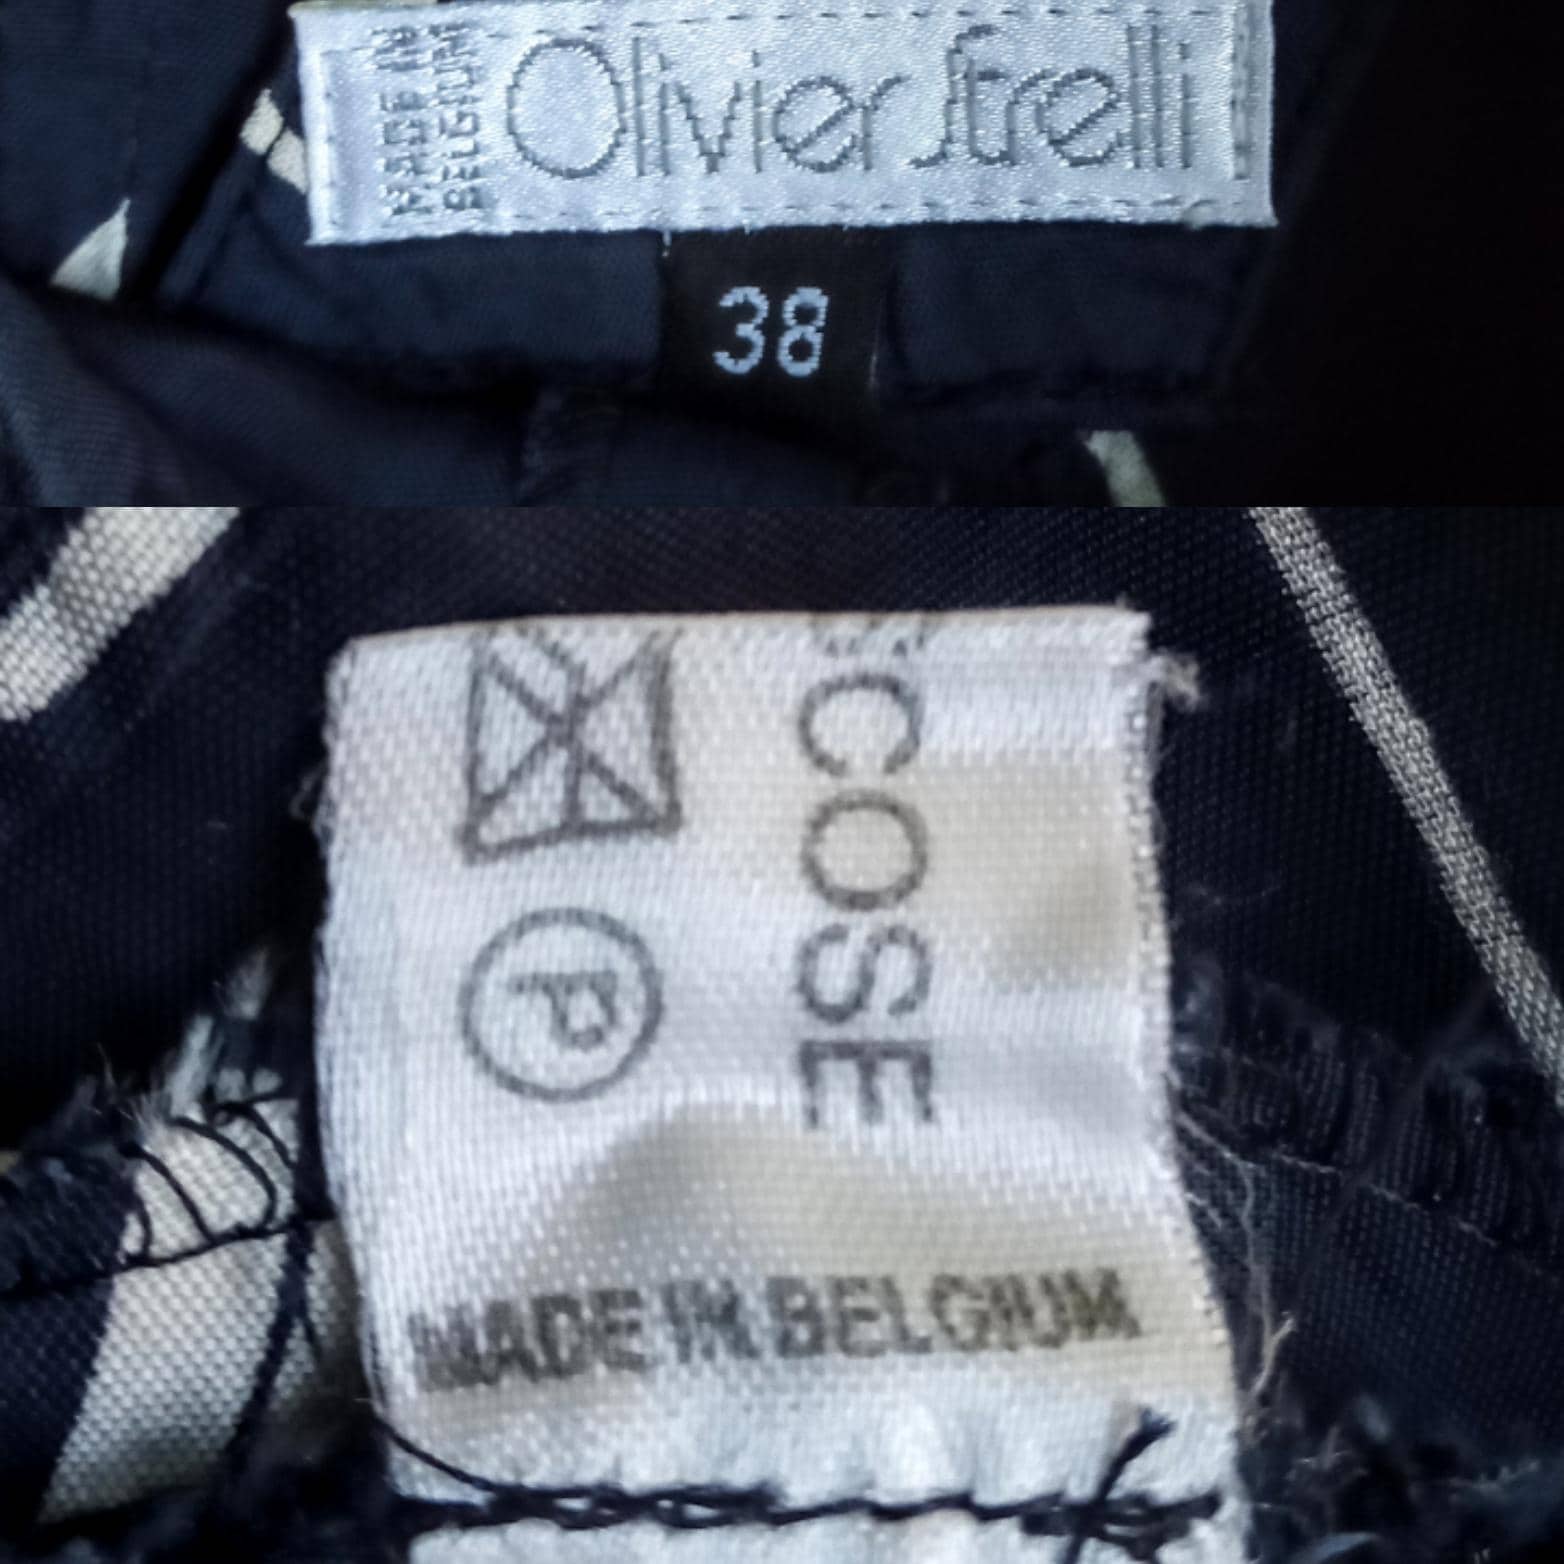 MADE IN
BELGIUM
Olivier Strelli
38
COSE
P
MADE IN BELGIUM